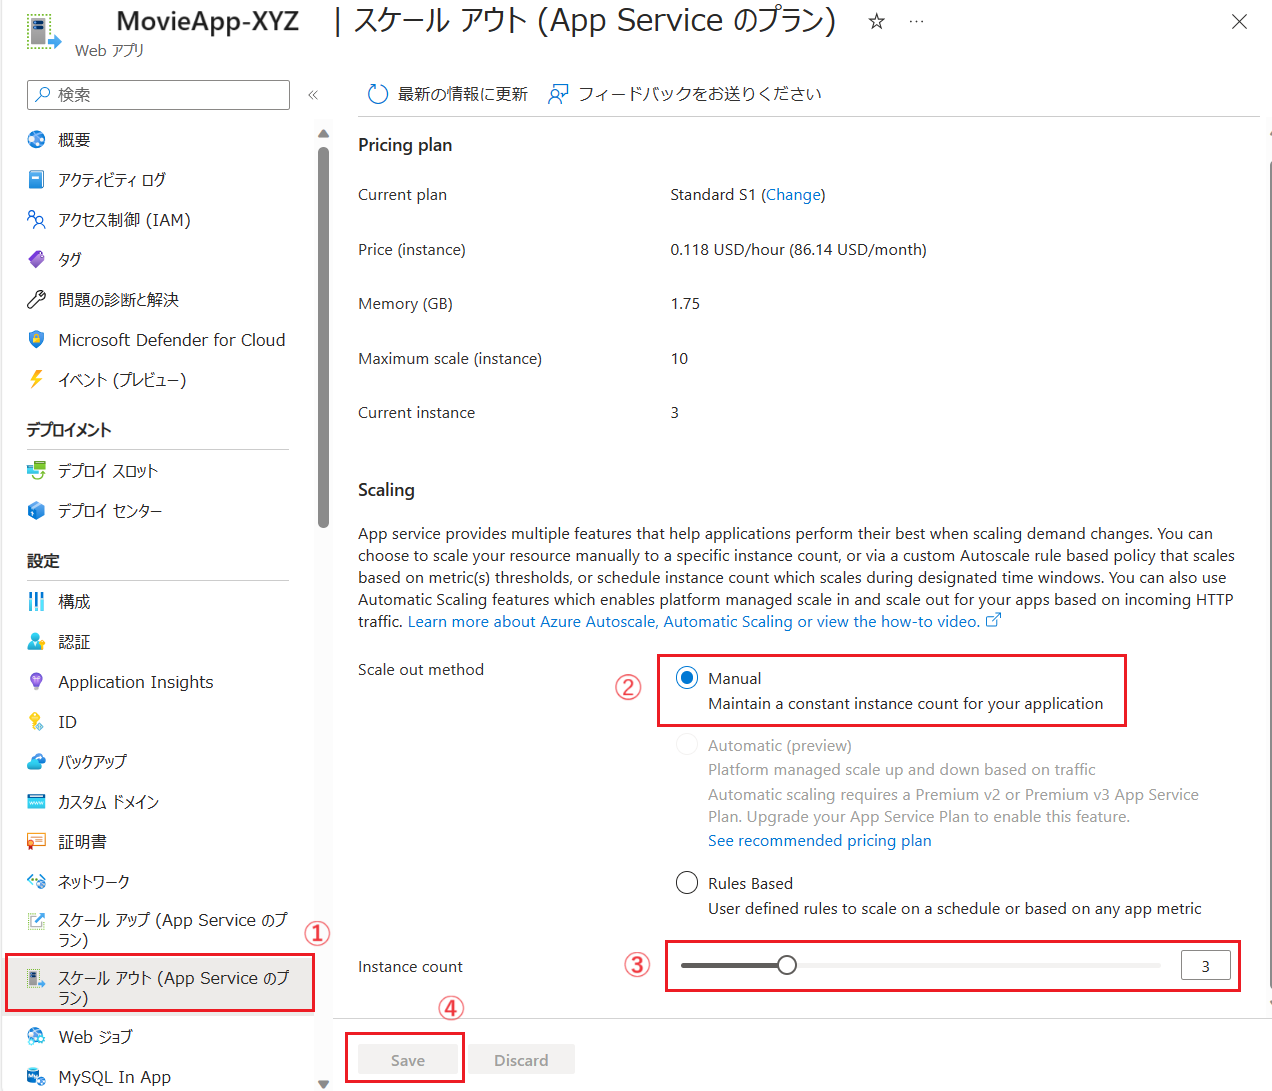 MovieApp-XYZ | スケール アウト (App Service のプラン) ☆ ···
Web アプリ
検索
«
概要
アクティビティ ログ
アクセス制御 (IAM)
タグ
問題の診断と解決
Microsoft Defender for Cloud
イベント (プレビュー)
デプロイメント
デプロイ スロット
デプロイ センター
設定
構成
認証
Application Insights
ID
バックアップ
カスタム ドメイン
証明書
ネットワーク
スケール アップ (App Service のプ
ラン)
①
スケール アウト (App Service のプ
ラン)
Web ジョブ
MySQL In App
最新の情報に更新 フィードバックをお送りください
Pricing plan
Current plan Standard S1 (Change)
Price (instance) 0.118 USD/hour (86.14 USD/month)
Memory (GB) 1.75
Maximum scale (instance) 10
Current instance 3
Scaling
App service provides multiple features that help applications perform their best when scaling demand changes. You can
choose to scale your resource manually to a specific instance count, or via a custom Autoscale rule based policy that scales
based on metric(s) thresholds, or schedule instance count which scales during designated time windows. You can also use
Automatic Scaling features which enables platform managed scale in and scale out for your apps based on incoming HTTP
traffic. Learn more about Azure Autoscale, Automatic Scaling or view the how-to video.
Scale out method
② Manual
Maintain a constant instance count for your application
Automatic (preview)
Platform managed scale up and down based on traffic
Automatic scaling requires a Premium v2 or Premium v3 App Service
Plan. Upgrade your App Service Plan to enable this feature.
See recommended pricing plan
Rules Based
User defined rules to scale on a schedule or based on any app metric
Instance count ③ 3
④
Save Discard